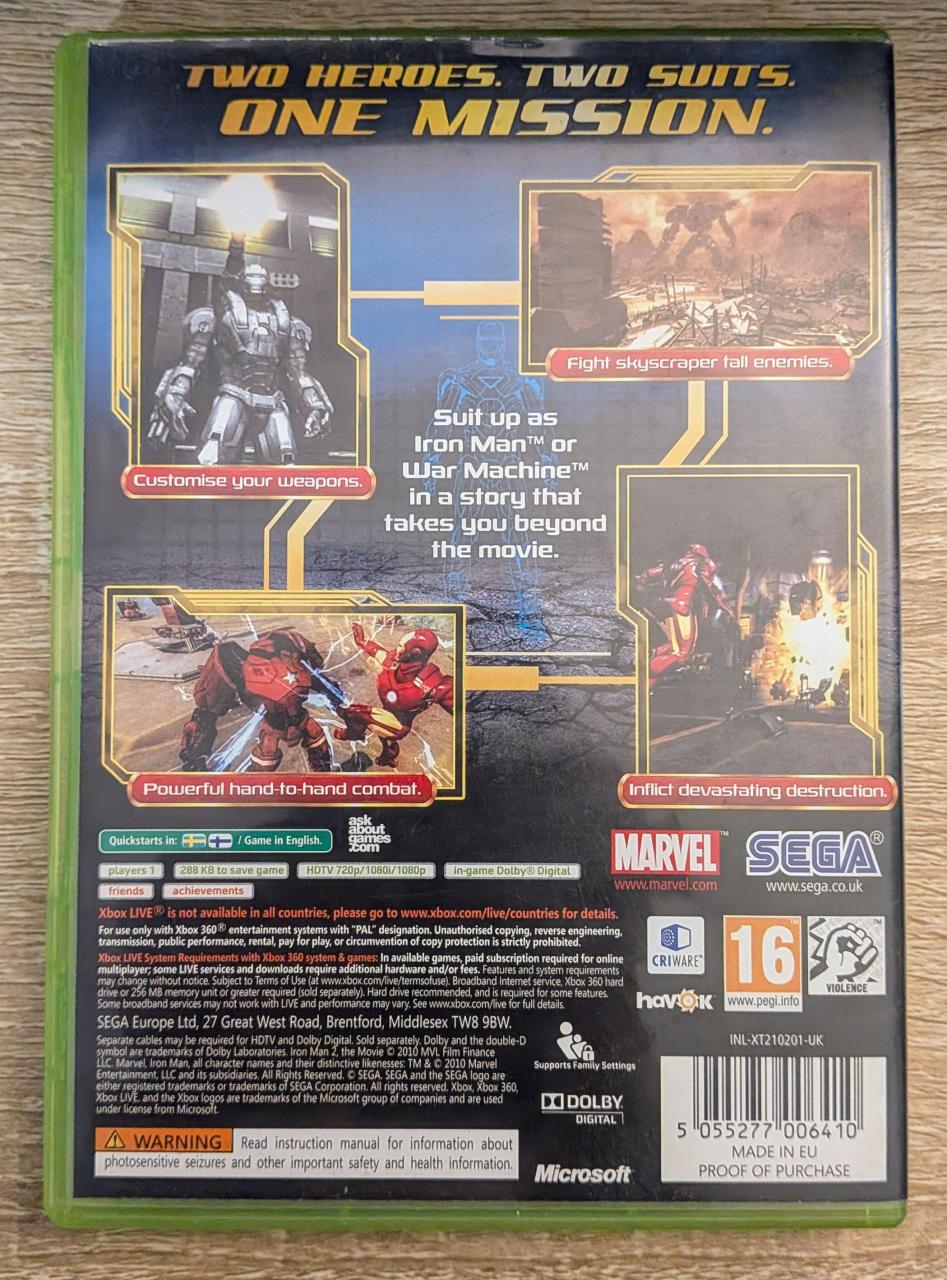 TWO HEROES. TWO SUITS.
ONE MISSION.
Customise your weapons.
Fight skyscraper tall enemies.
Suit up as
Iron Man™ or
War Machine™
in a story that
takes you beyond
the movie.
Powerful hand-to-hand combat.
Inflict devastating destruction.
Quickstarts in: / Game in English.
ask
about
games
.com
players 1
288 KB to save game
HDTV 720p/1080i/1080p
in-game Dolby® Digital
friends
achievements
MARVEL™
www.marvel.com
SEGA®
www.sega.co.uk
Xbox LIVE® is not available in all countries, please go to www.xbox.com/live/countries for details.
For use only with Xbox 360® entertainment systems with "PAL" designation. Unauthorised copying, reverse engineering,
transmission, public performance, rental, pay for play, or circumvention of copy protection is strictly prohibited.
Xbox LIVE System Requirements with Xbox 360 system & games: In available games, paid subscription required for online
multiplayer; some LIVE services and downloads require additional hardware and/or fees. Features and system requirements
may change without notice. Subject to Terms of Use (at www.xbox.com/live/termsofuse). Broadband Internet service, Xbox 360 hard
drive or 256 MB memory unit or greater required (sold separately). Hard drive recommended, and is required for some features.
Some broadband services may not work with LIVE and performance may vary. See www.xbox.com/live for full details.
SEGA Europe Ltd, 27 Great West Road, Brentford, Middlesex TW8 9BW.
Separate cables may be required for HDTV and Dolby Digital. Sold separately. Dolby and the double-D
symbol are trademarks of Dolby Laboratories. Iron Man 2, the Movie © 2010 MVL Film Finance
LLC. Marvel, Iron Man, all character names and their distinctive likenesses: TM & © 2010 Marvel
Entertainment, LLC and its subsidiaries. All Rights Reserved. © SEGA. SEGA and the SEGA logo are
either registered trademarks or trademarks of SEGA Corporation. All rights reserved. Xbox, Xbox 360,
Xbox LIVE, and the Xbox logos are trademarks of the Microsoft group of companies and are used
under license from Microsoft.
WARNING Read instruction manual for information about
photosensitive seizures and other important safety and health information.
CRIWARE™
havok
16
www.pegi.info
VIOLENCE
Supports Family Settings
DOLBY
DIGITAL
Microsoft®
INL-XT210201-UK
5 055277 006410
MADE IN EU
PROOF OF PURCHASE